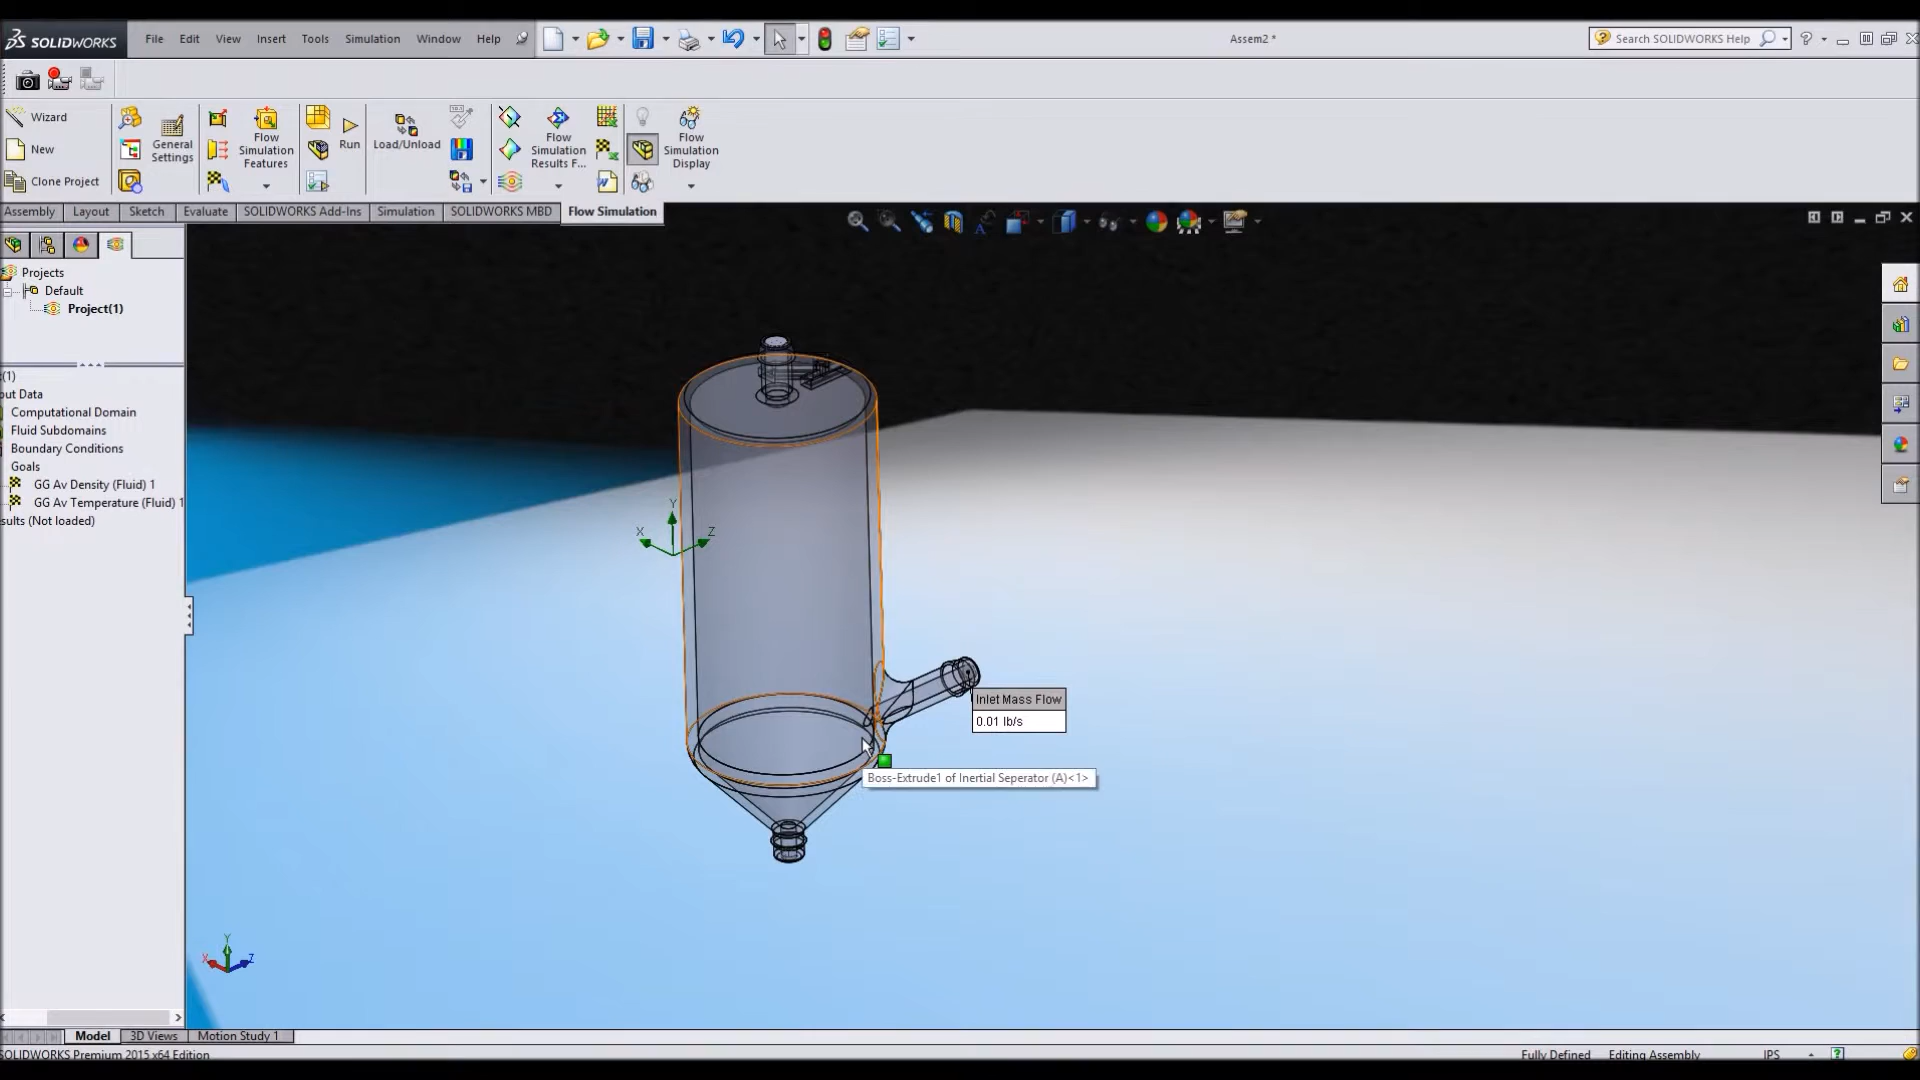 SOLIDWORKS File Edit View Insert Tools Simulation Window Help Assem2 * Search SOLIDWORKS Help
Wizard
New
Clone Project
General
Settings
Flow
Simulation
Features
Run
Load/Unload
Flow
Simulation
Results F...
Flow
Simulation
Display
Assembly Layout Sketch Evaluate SOLIDWORKS Add-Ins Simulation SOLIDWORKS MBD Flow Simulation
Projects
Default
Project(1)
(1)
out Data
Computational Domain
Fluid Subdomains
Boundary Conditions
Goals
GG Av Density (Fluid) 1
GG Av Temperature (Fluid) 1
sults (Not loaded)
Y
X Z
Inlet Mass Flow
0.01 lb/s
Boss-Extrude1 of Inertial Seperator (A)<1>
Y
X Z
Model 3D Views Motion Study 1
SOLIDWORKS Premium 2015 x64 Edition Fully Defined Editing Assembly IPS